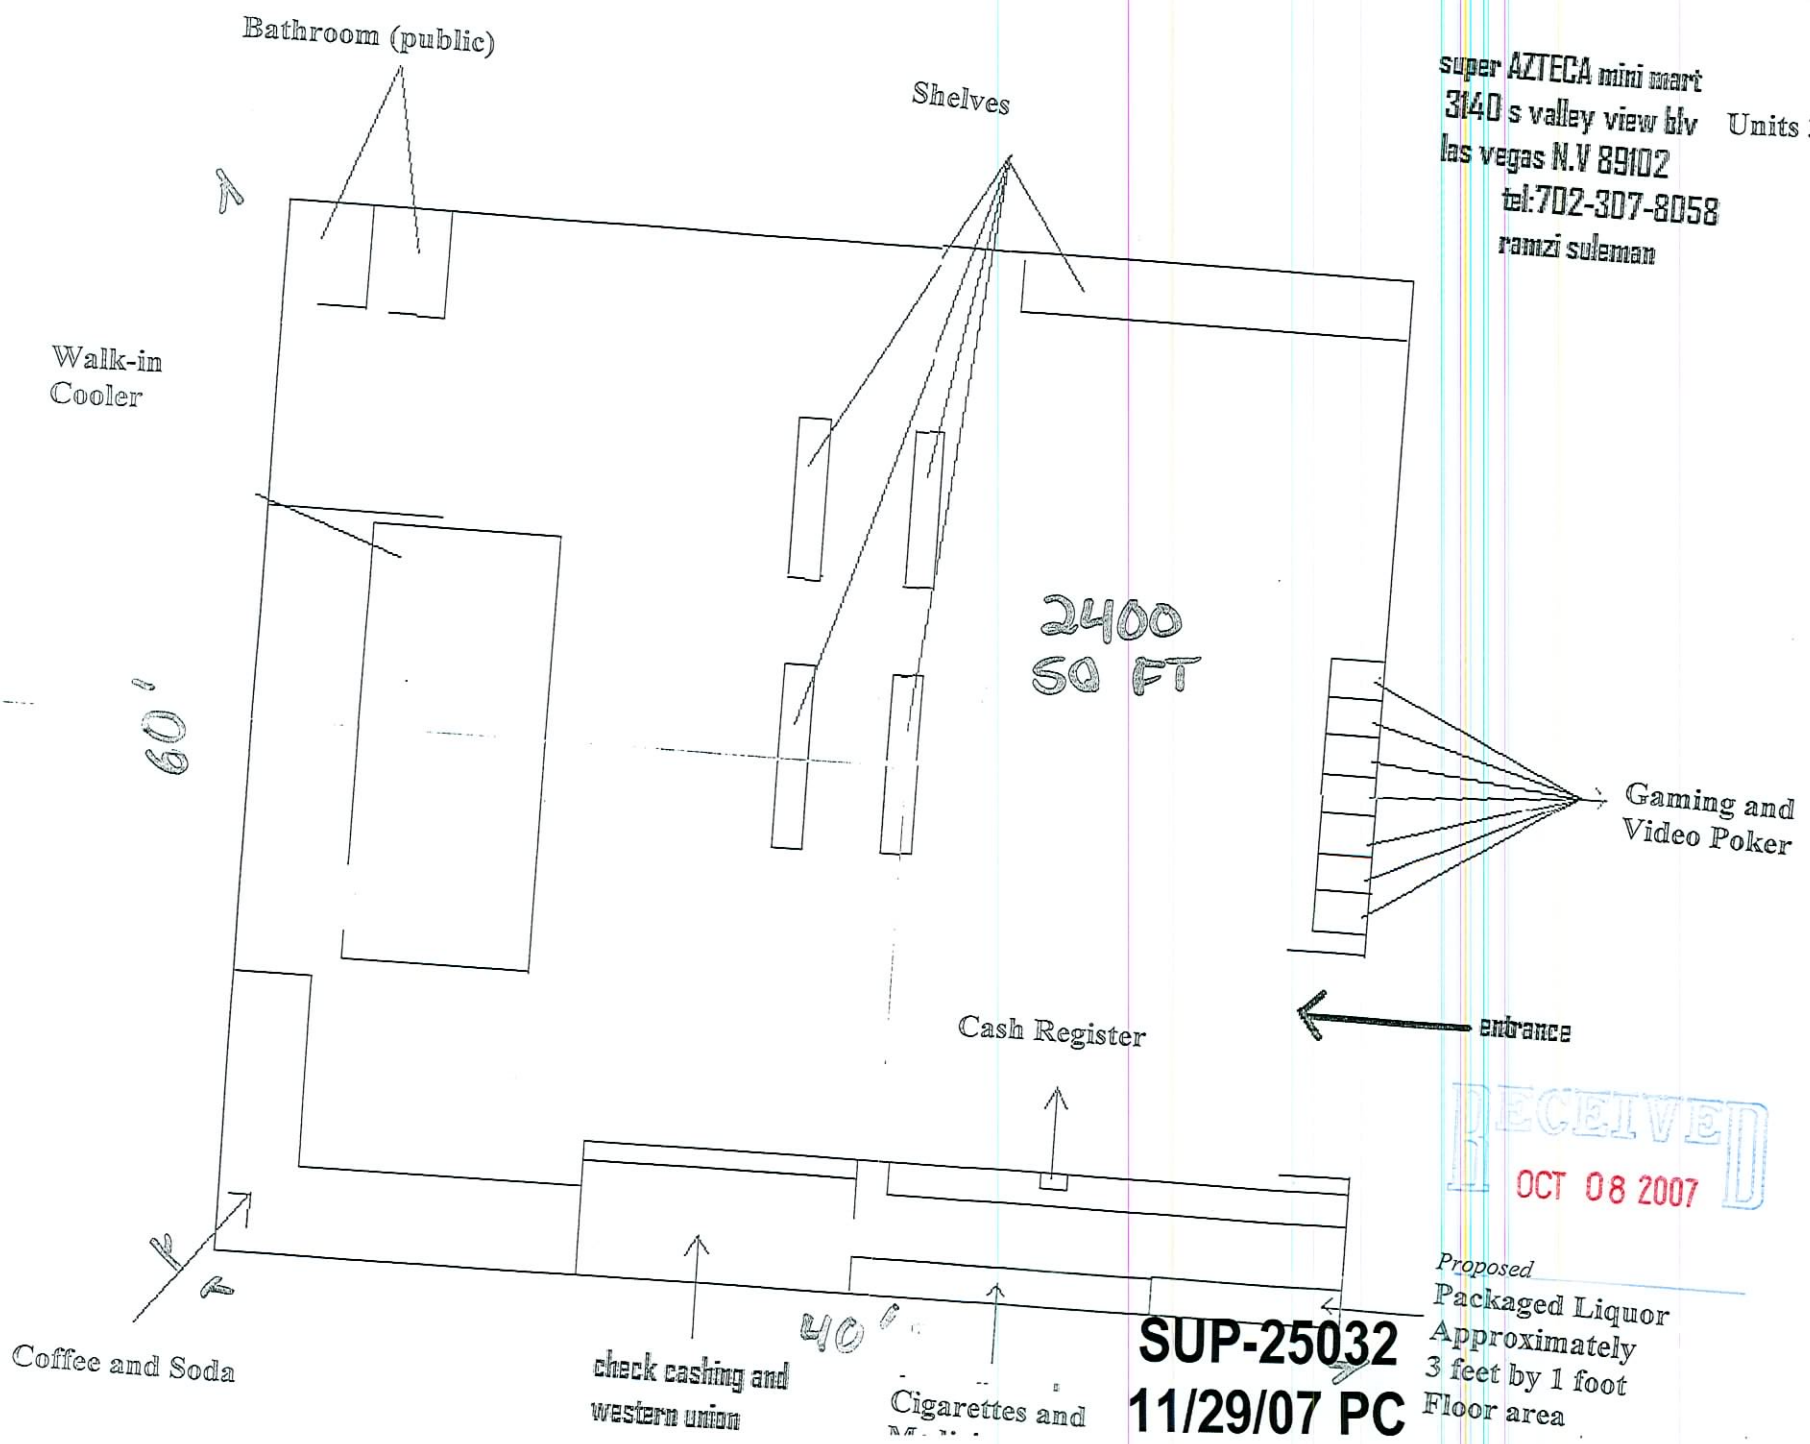 Bathroom (public)
Shelves
super AZTECA mini mart
3140 s valley view blv Units
las vegas N.V 89102
tel:702-307-8058
ramzi suleman
Walk-in
Cooler
2400
SQ FT
60'
Gaming and
Video Poker
Cash Register
entrance
RECEIVED
OCT 08 2007
Proposed
Packaged Liquor
Approximately
3 feet by 1 foot
Floor area
40'
SUP-25032
11/29/07 PC
Coffee and Soda
check cashing and
western union
Cigarettes and